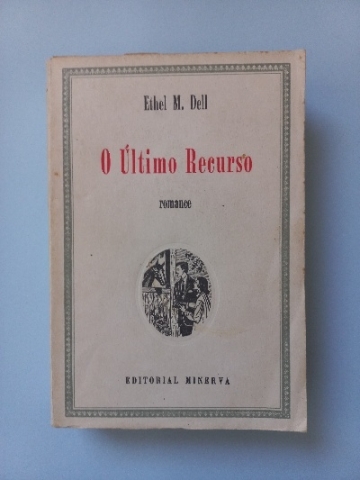 Ethel M. Dell
O Último Recurso
romance
EDITORIAL MINERVA